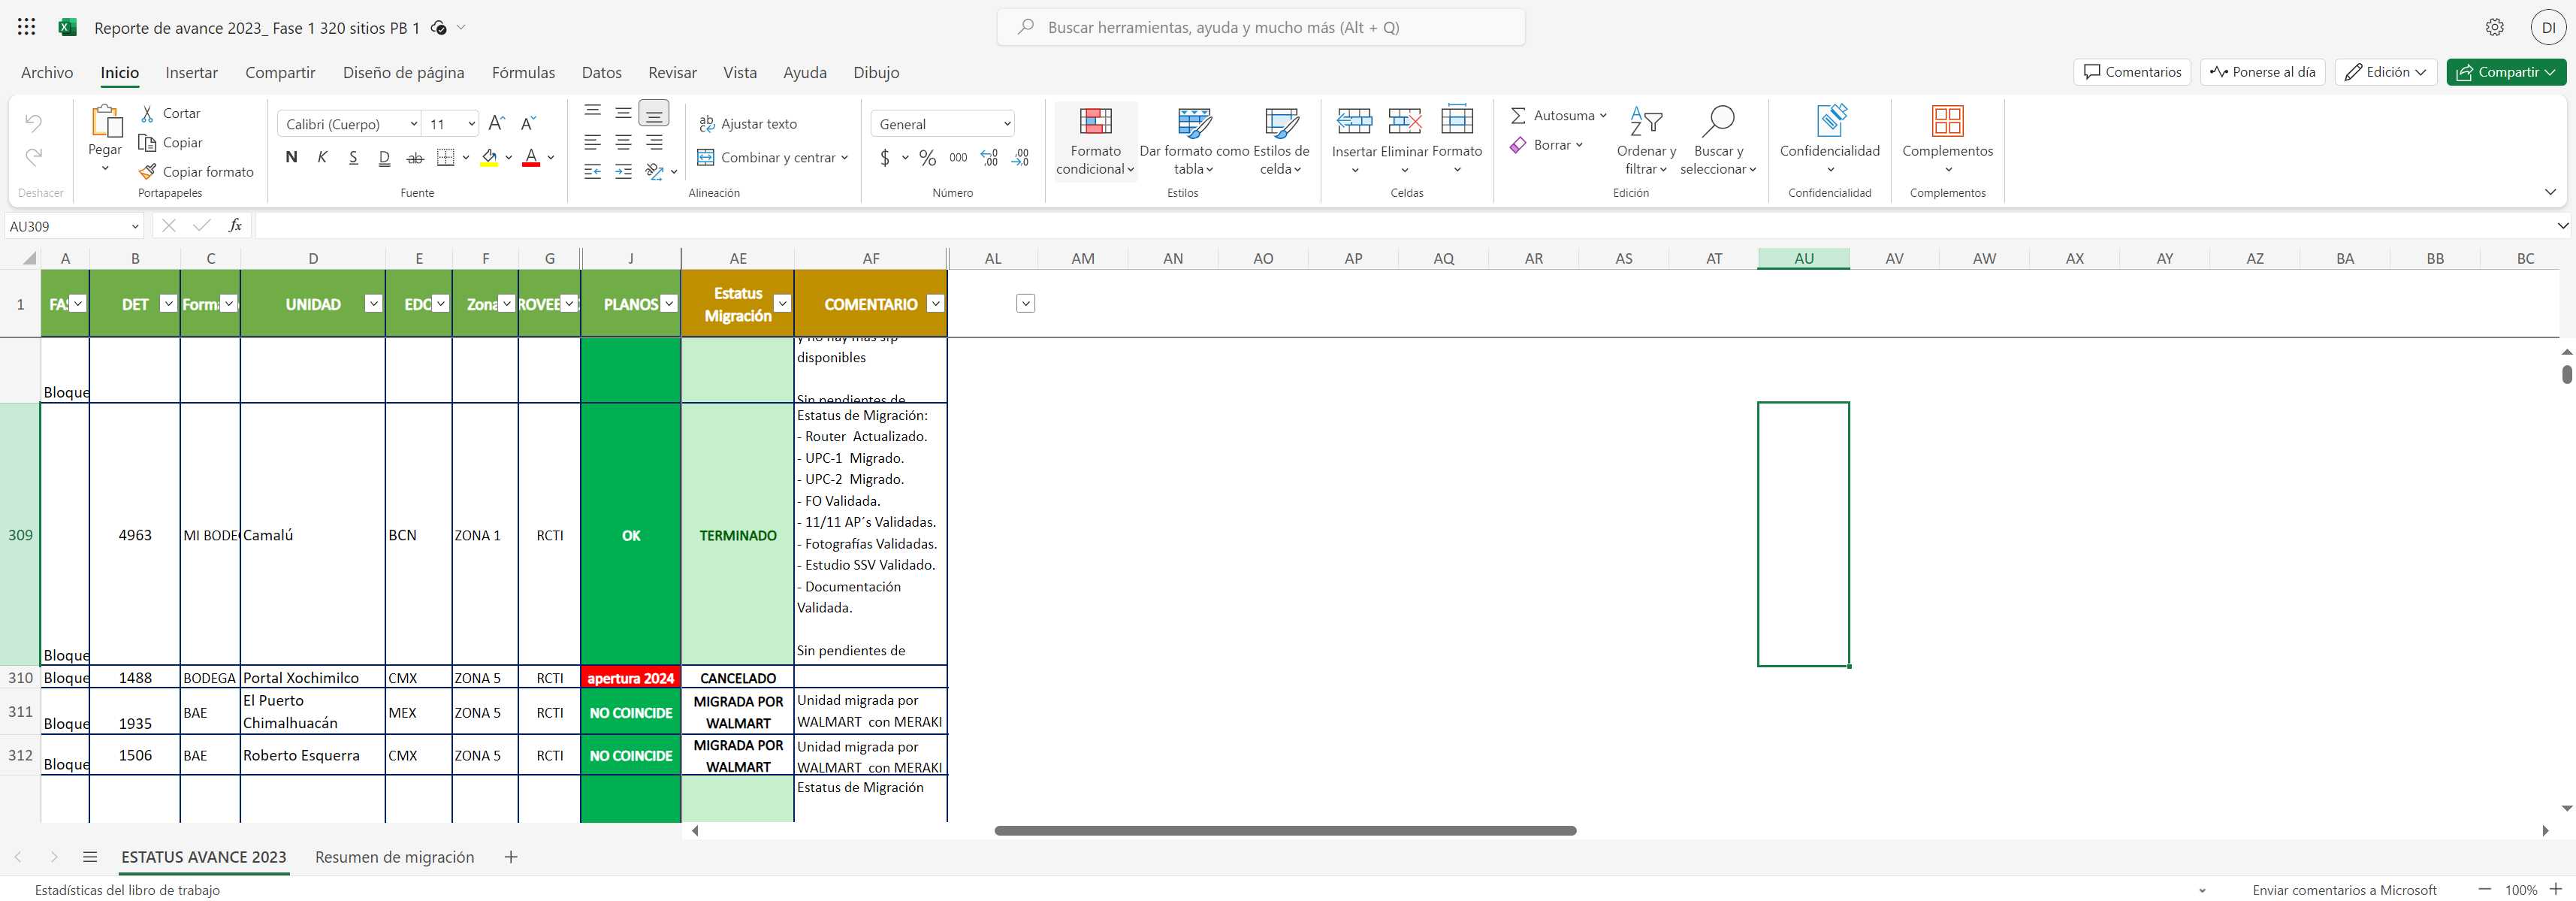 Reporte de avance 2023_ Fase 1 320 sitios PB 1
Buscar herramientas, ayuda y mucho más (Alt + Q)
DI
Archivo Inicio Insertar Compartir Diseño de página Fórmulas Datos Revisar Vista Ayuda Dibujo
Comentarios Ponerse al día Edición Compartir
Deshacer
Pegar
Cortar
Copiar
Copiar formato
Portapapeles
Calibri (Cuerpo) 11
N K S D ab A
Fuente
Ajustar texto
Combinar y centrar
Alineación
General
$ % 000
Número
Formato condicional
Dar formato como tabla
Estilos de celda
Estilos
Insertar Eliminar Formato
Celdas
Autosuma
Borrar
Ordenar y filtrar
Buscar y seleccionar
Edición
Confidencialidad
Confidencialidad
Complementos
Complementos
AU309 fx
A B C D E F G J AE AF AL AM AN AO AP AQ AR AS AT AU AV AW AX AY AZ BA BB BC
1 DET UNIDAD EDO Zona PLANOS Estatus Migración COMENTARIO
disponibles
Bloque
Sin pendientes de
309 Bloque 4963 MI BODE Camalú BCN ZONA 1 RCTI OK TERMINADO
Estatus de Migración:
- Router Actualizado.
- UPC-1 Migrado.
- UPC-2 Migrado.
- FO Validada.
- 11/11 AP´s Validadas.
- Fotografías Validadas.
- Estudio SSV Validado.
- Documentación
Validada.
Sin pendientes de
310 Bloque 1488 BODEGA Portal Xochimilco CMX ZONA 5 RCTI apertura 2024 CANCELADO
311 Bloque 1935 BAE El Puerto Chimalhuacán MEX ZONA 5 RCTI NO COINCIDE MIGRADA POR WALMART Unidad migrada por WALMART con MERAKI
312 Bloque 1506 BAE Roberto Esquerra CMX ZONA 5 RCTI NO COINCIDE MIGRADA POR WALMART Unidad migrada por WALMART con MERAKI
Estatus de Migración
ESTATUS AVANCE 2023 Resumen de migración
Estadísticas del libro de trabajo
Enviar comentarios a Microsoft 100%